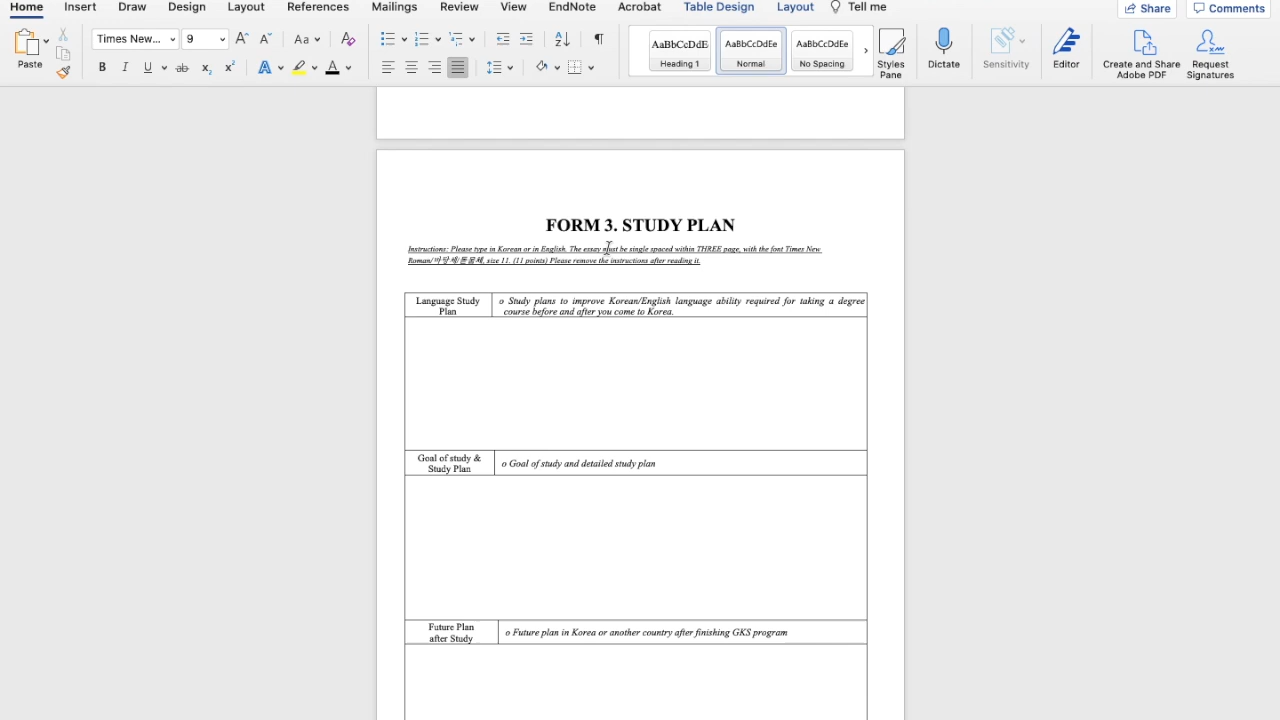 Home Insert Draw Design Layout References Mailings Review View EndNote Acrobat Table Design Layout Tell me Share Comments
Paste Times New... 9 Aa B I U ab x₂ x² A A
AaBbCcDdE AaBbCcDdEe AaBbCcDdEe
Heading 1 Normal No Spacing
Styles Pane
Dictate
Sensitivity
Editor
Create and Share Adobe PDF
Request Signatures
FORM 3. STUDY PLAN
Instructions: Please type in Korean or in English. The essay must be single spaced within THREE page, with the font Times New
Roman/바탕체/돋움체, size 11. (11 points) Please remove the instructions after reading it.
Language Study
Plan
o Study plans to improve Korean/English language ability required for taking a degree
course before and after you come to Korea.
Goal of study &
Study Plan
o Goal of study and detailed study plan
Future Plan
after Study
o Future plan in Korea or another country after finishing GKS program